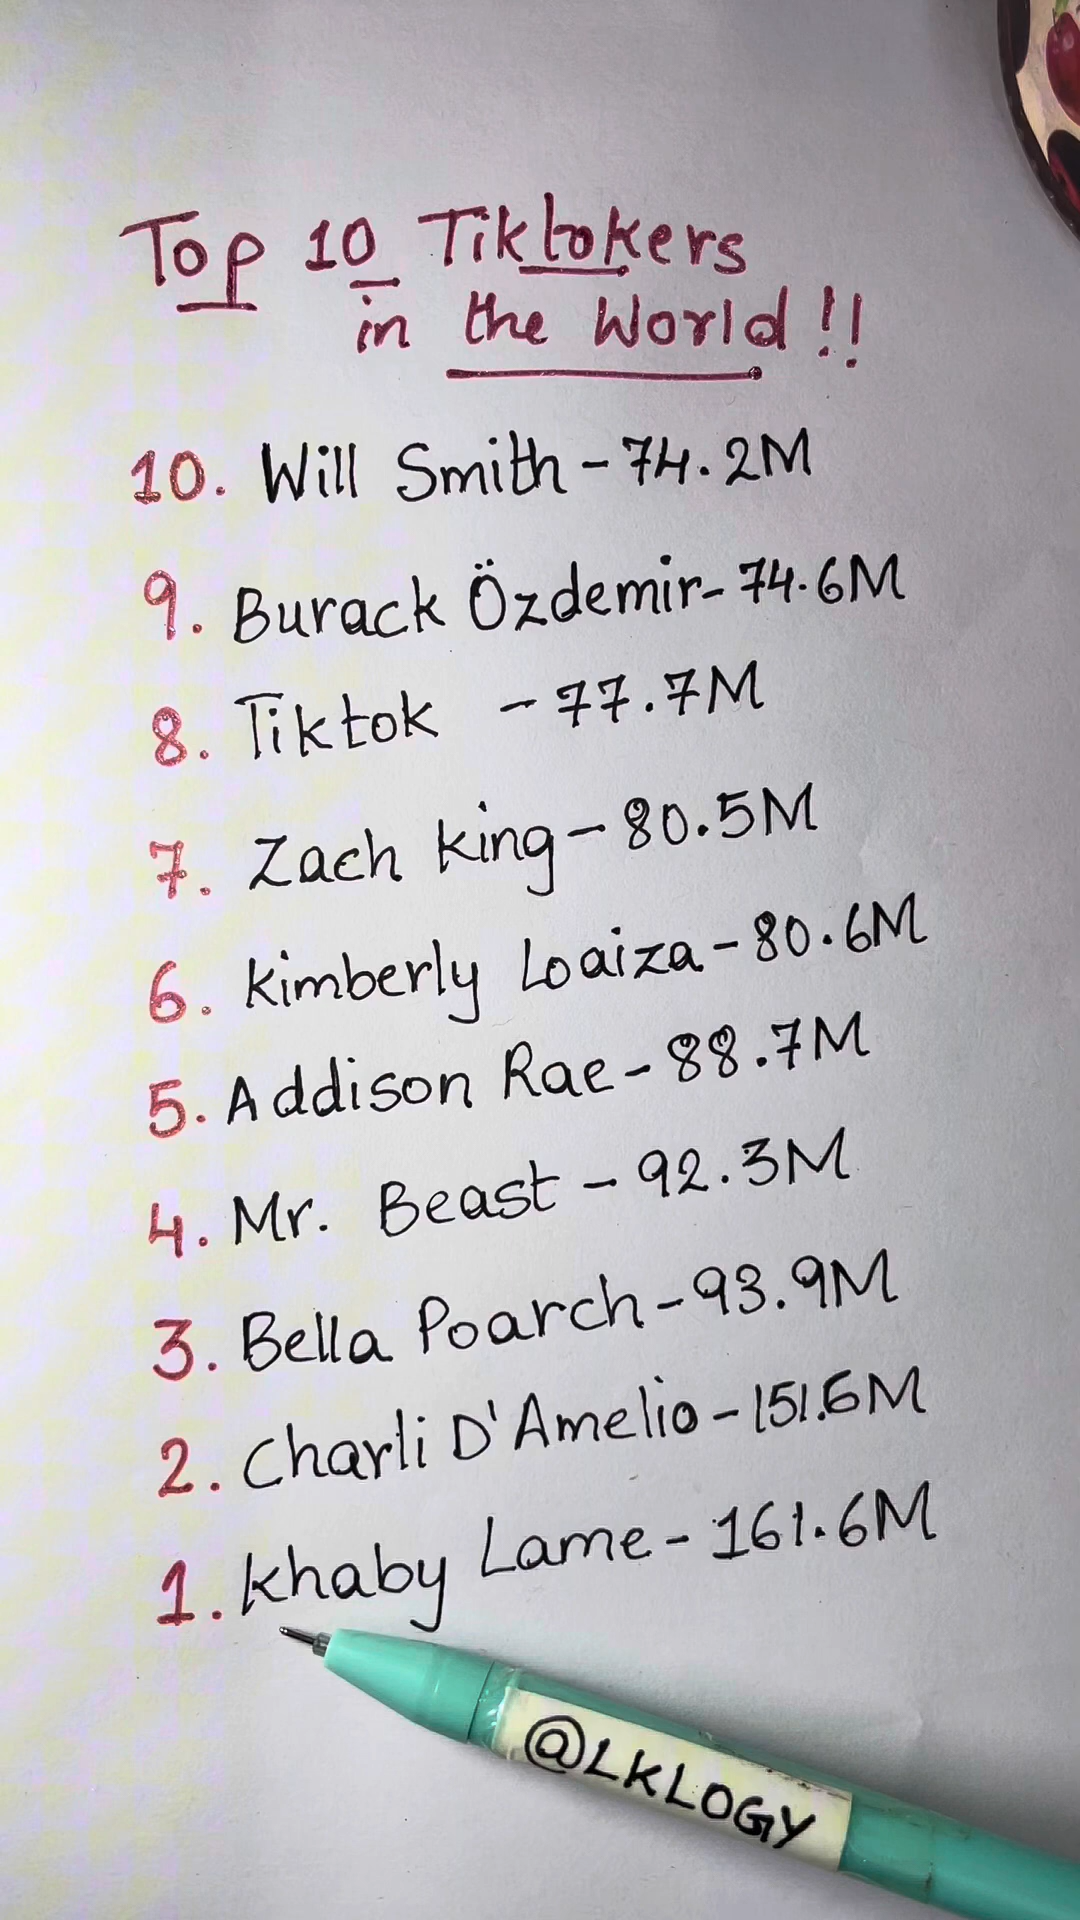 Top 10 Tiktokers
in the World!!
10. Will Smith - 74.2M
9. Burack Özdemir - 74.6M
8. Tiktok - 77.7M
7. Zach King - 80.5M
6. Kimberly Loaiza - 80.6M
5. Addison Rae - 88.7M
4. Mr. Beast - 92.3M
3. Bella Poarch - 93.9M
2. Charli D'Amelio - 151.6M
1. Khaby Lame - 161.6M
@LKLOGY